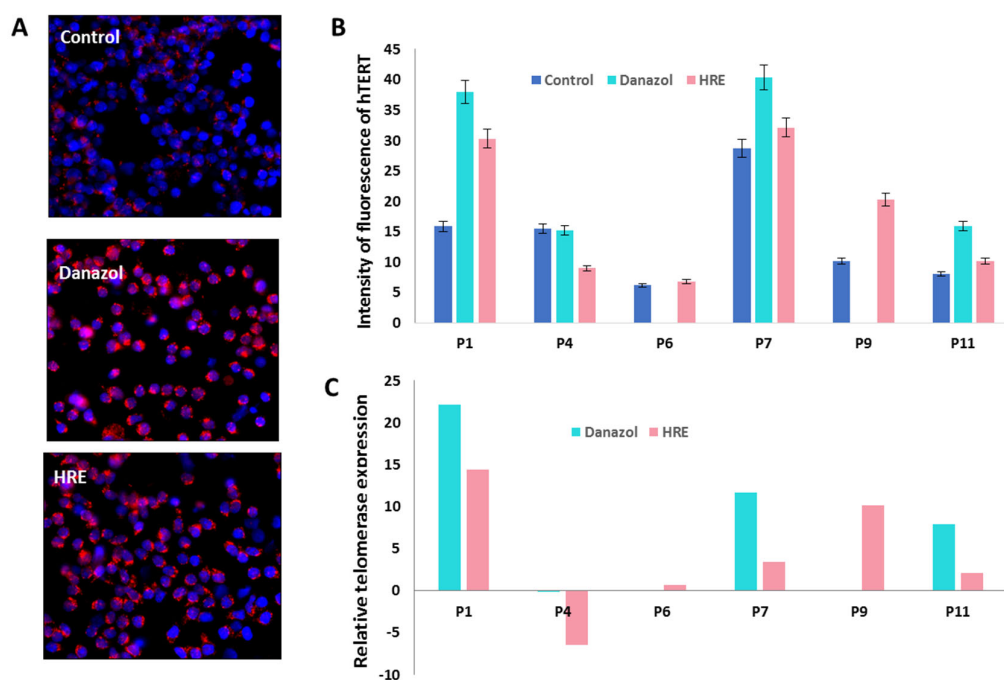 A
Control
Danazol
HRE
B
Intensity of fluorescence of hTERT
45
40
35
30
25
20
15
10
5
0
Control Danazol HRE
P1 P4 P6 P7 P9 P11
C
Relative telomerase expression
25
20
15
10
5
0
-5
-10
Danazol HRE
P1 P4 P6 P7 P9 P11